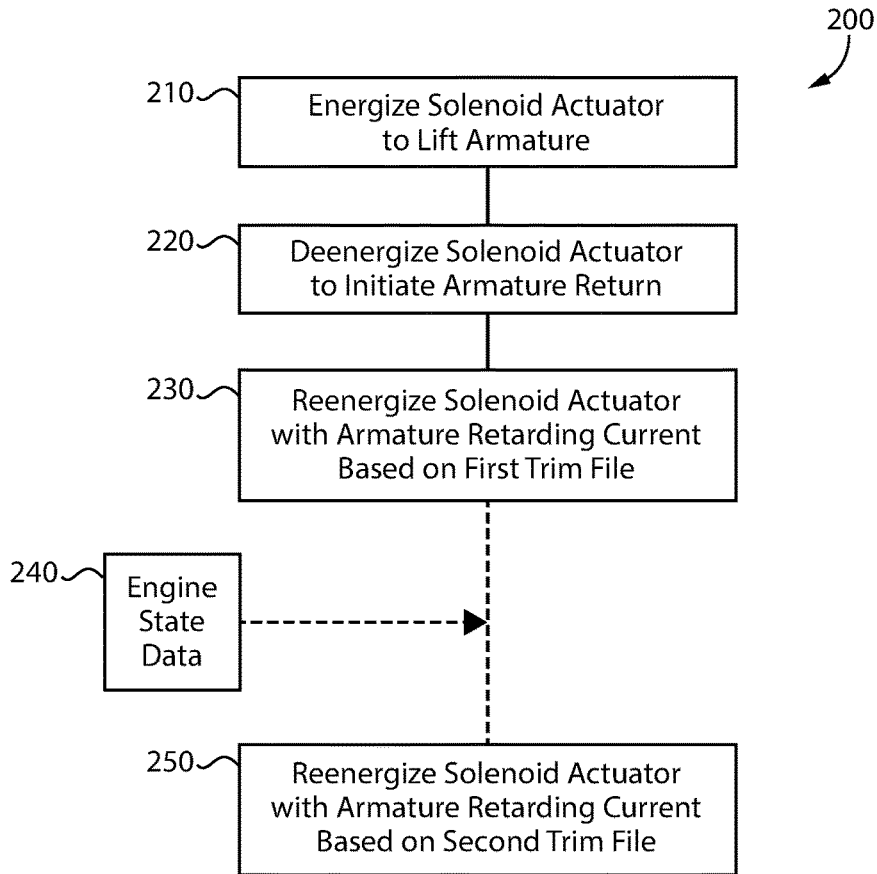 200
210
Energize Solenoid Actuator
to Lift Armature
220
Deenergize Solenoid Actuator
to Initiate Armature Return
230
Reenergize Solenoid Actuator
with Armature Retarding Current
Based on First Trim File
240
Engine
State
Data
250
Reenergize Solenoid Actuator
with Armature Retarding Current
Based on Second Trim File